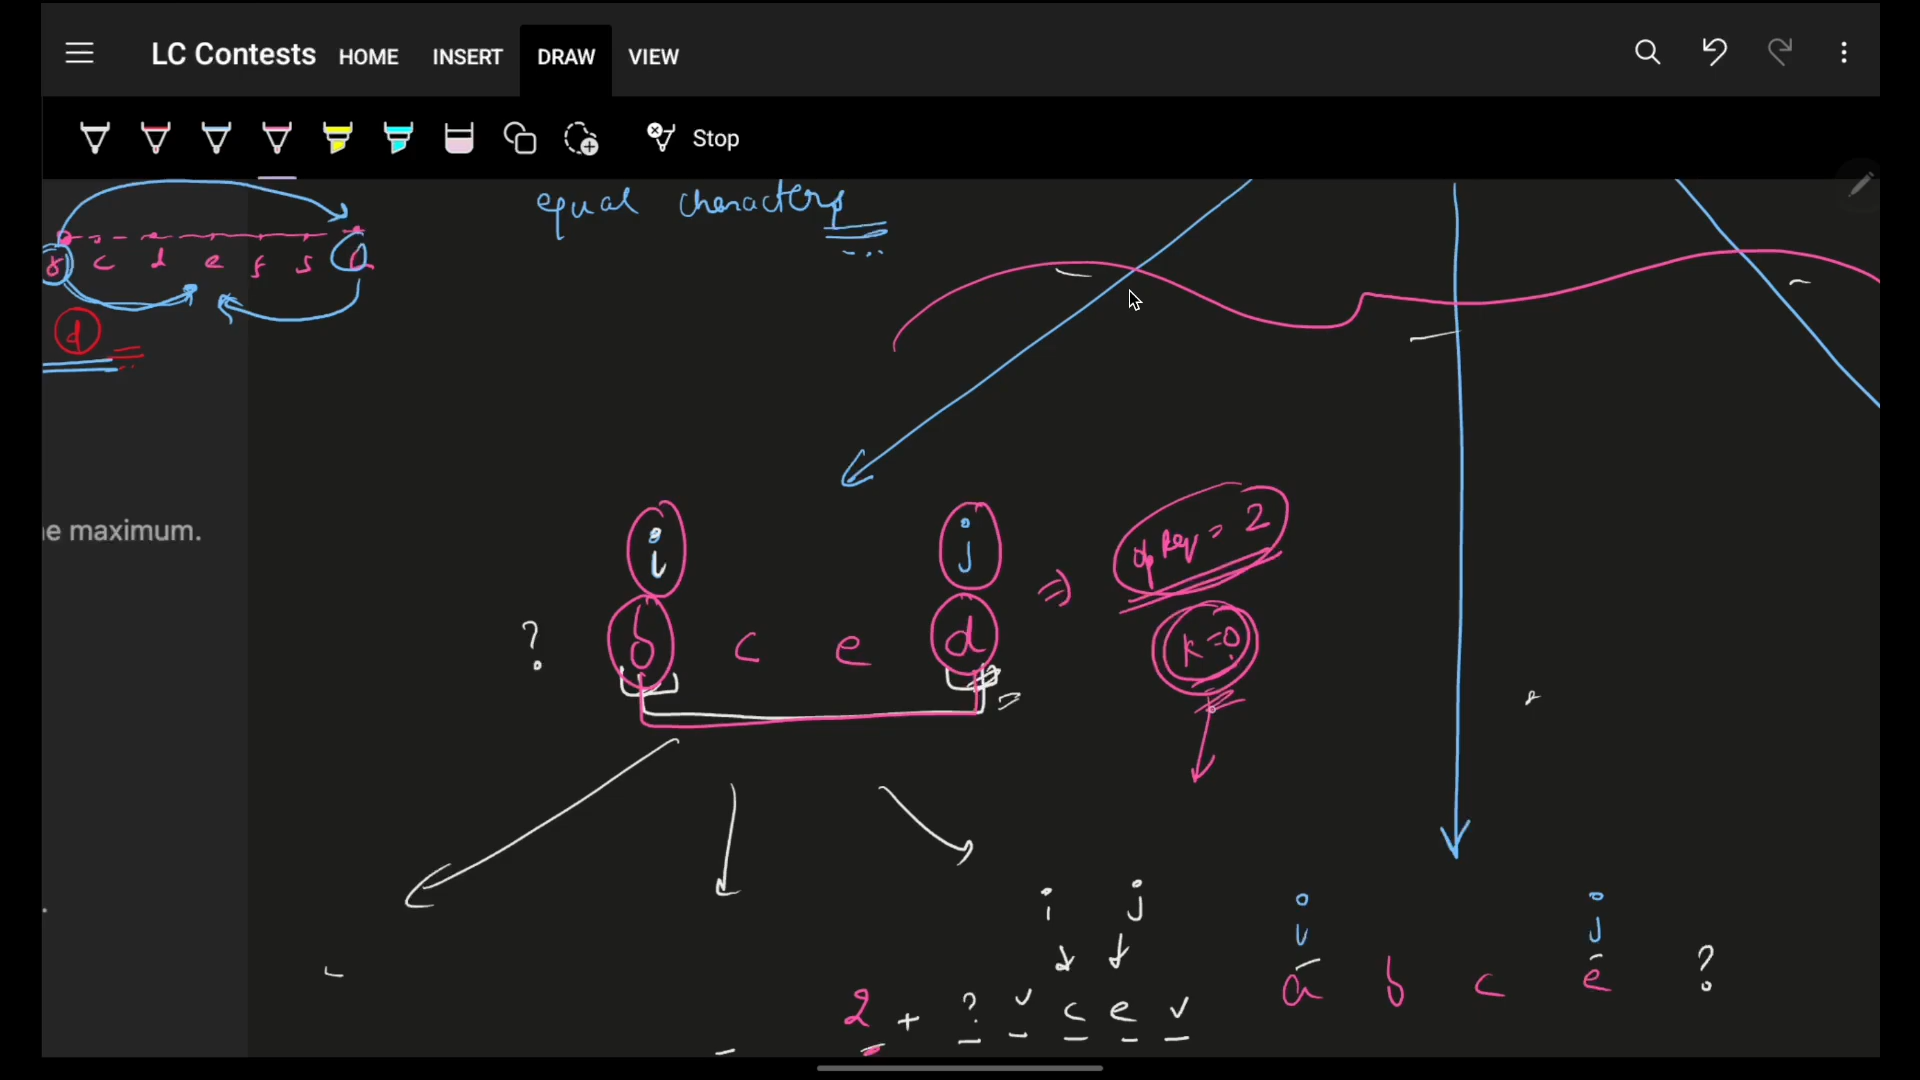 LC Contests HOME INSERT DRAW VIEW
Stop
equal characters
c d e f
d
e maximum.
i j
? b c e d => op Req = 2
K=0
i j i j
a b c e ?
2 + ? c e